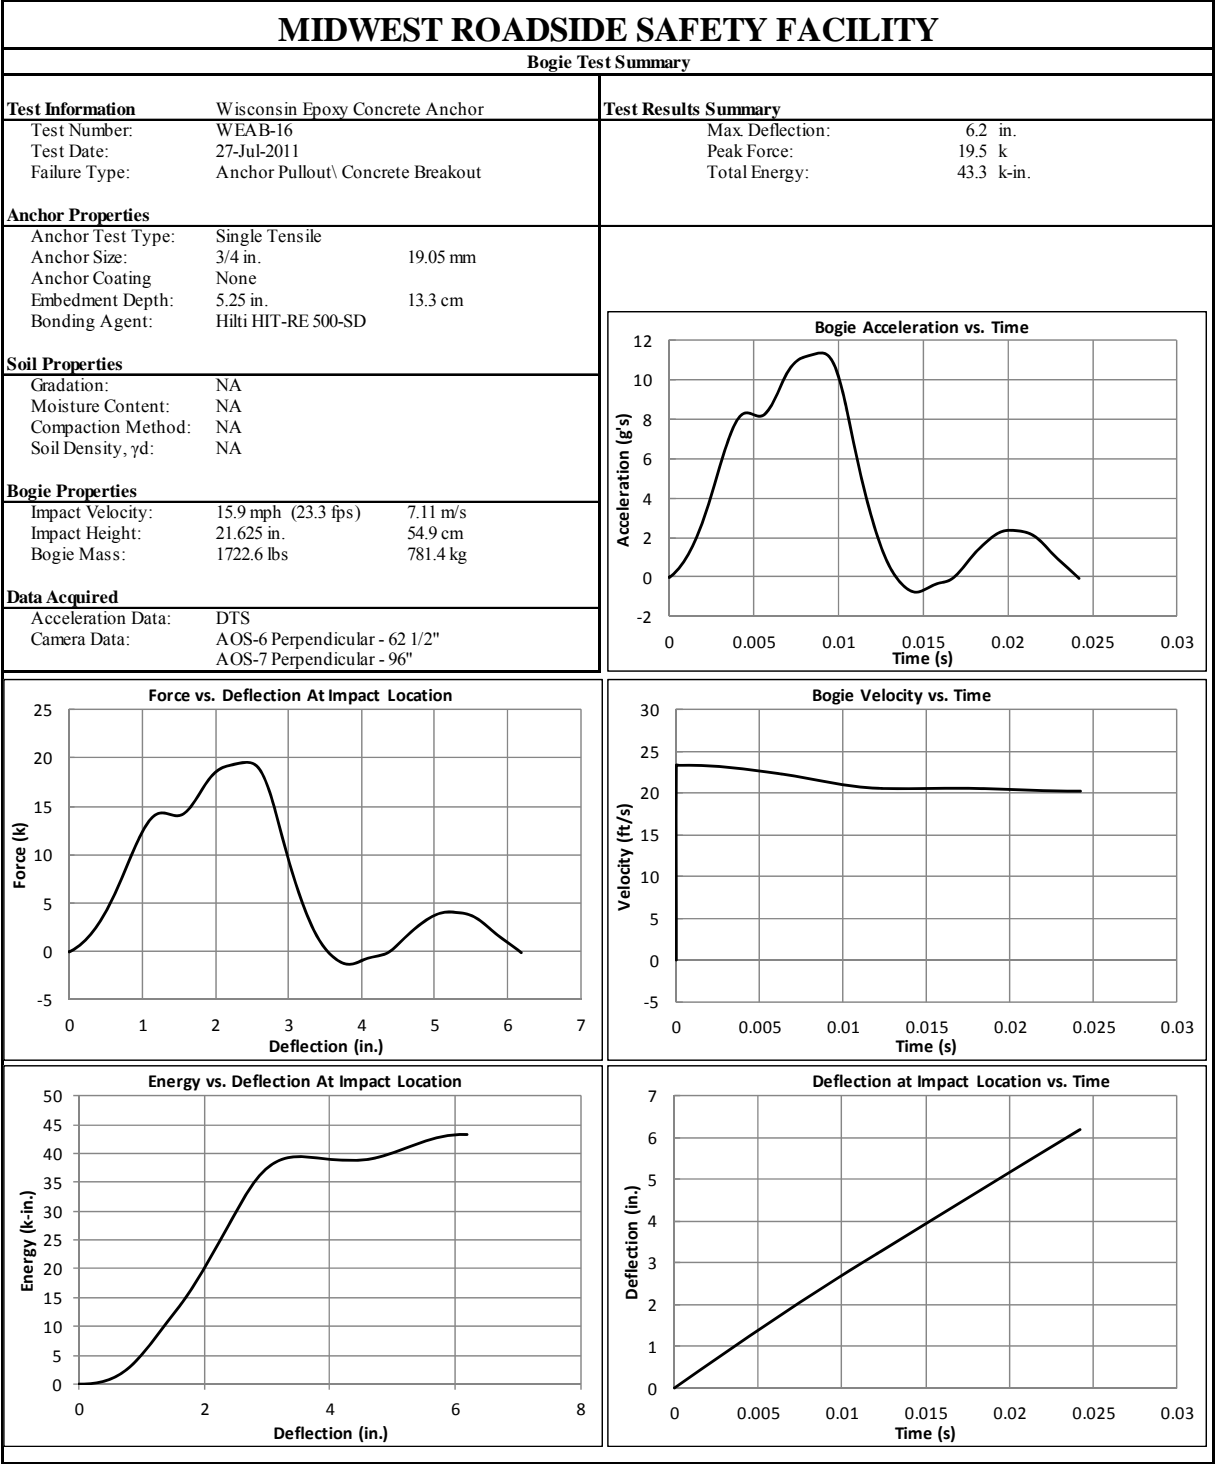 MIDWEST ROADSIDE SAFETY FACILITY
Bogie Test Summary
Test Information Wisconsin Epoxy Concrete Anchor
Test Number: WEAB-16
Test Date: 27-Jul-2011
Failure Type: Anchor Pullout\ Concrete Breakout
Test Results Summary
Max. Deflection: 6.2 in.
Peak Force: 19.5 k
Total Energy: 43.3 k-in.
Anchor Properties
Anchor Test Type: Single Tensile
Anchor Size: 3/4 in. 19.05 mm
Anchor Coating None
Embedment Depth: 5.25 in. 13.3 cm
Bonding Agent: Hilti HIT-RE 500-SD
Soil Properties
Gradation: NA
Moisture Content: NA
Compaction Method: NA
Soil Density, γd: NA
Bogie Properties
Impact Velocity: 15.9 mph (23.3 fps) 7.11 m/s
Impact Height: 21.625 in. 54.9 cm
Bogie Mass: 1722.6 lbs 781.4 kg
Data Acquired
Acceleration Data: DTS
Camera Data: AOS-6 Perpendicular - 62 1/2"
AOS-7 Perpendicular - 96"
Bogie Acceleration vs. Time
Acceleration (g's)
12
10
8
6
4
2
0
-2
0 0.005 0.01 0.015 0.02 0.025 0.03
Time (s)
Force vs. Deflection At Impact Location
Force (k)
25
20
15
10
5
0
-5
0 1 2 3 4 5 6 7
Deflection (in.)
Bogie Velocity vs. Time
Velocity (ft/s)
30
25
20
15
10
5
0
-5
0 0.005 0.01 0.015 0.02 0.025 0.03
Time (s)
Energy vs. Deflection At Impact Location
Energy (k-in.)
50
45
40
35
30
25
20
15
10
5
0
0 2 4 6 8
Deflection (in.)
Deflection at Impact Location vs. Time
Deflection (in.)
7
6
5
4
3
2
1
0
0 0.005 0.01 0.015 0.02 0.025 0.03
Time (s)